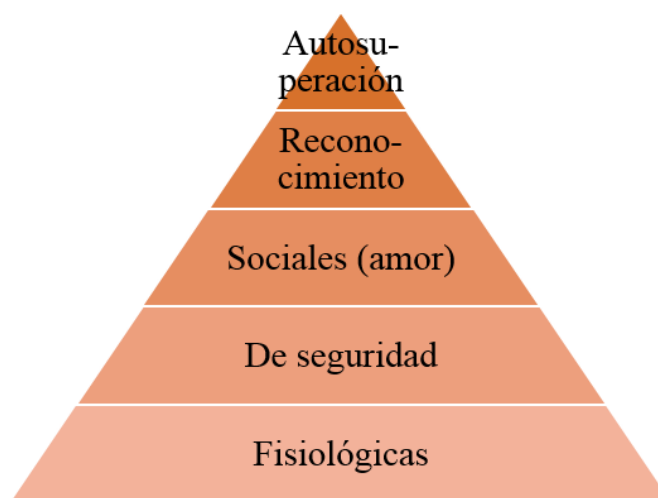 Autosu-
peración
Recono-
cimiento
Sociales (amor)
De seguridad
Fisiológicas